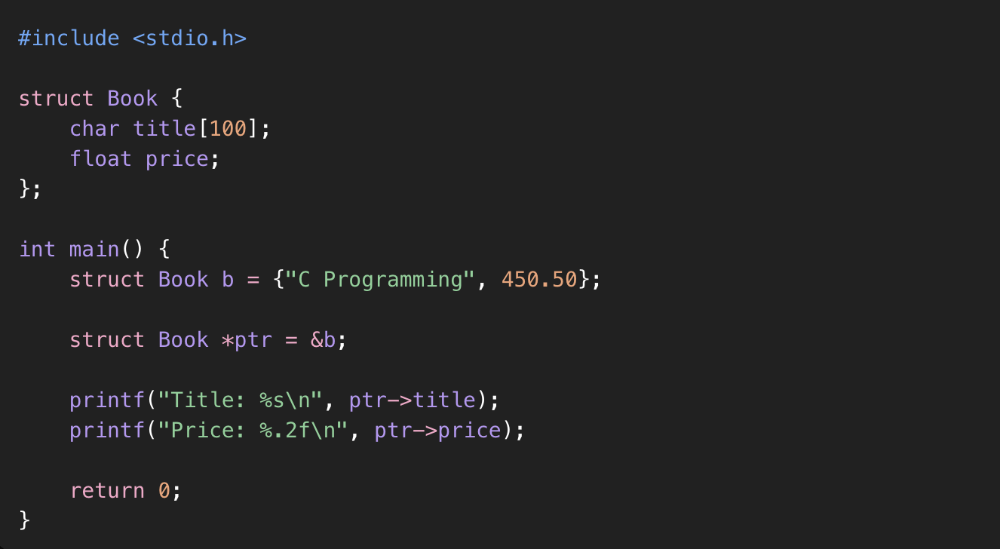 #include <stdio.h>
struct Book {
    char title[100];
    float price;
};
int main() {
    struct Book b = {"C Programming", 450.50};
    struct Book *ptr = &b;
    printf("Title: %s\n", ptr->title);
    printf("Price: %.2f\n", ptr->price);
    return 0;
}